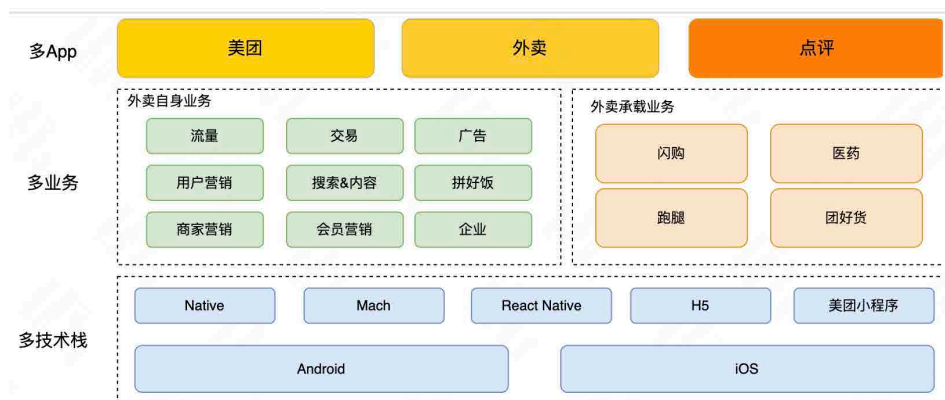 多App
美团
外卖
点评
多业务
外卖自身业务
流量
交易
广告
用户营销
搜索&内容
拼好饭
商家营销
会员营销
企业
外卖承载业务
闪购
医药
跑腿
团好货
多技术栈
Native
Mach
React Native
H5
美团小程序
Android
iOS